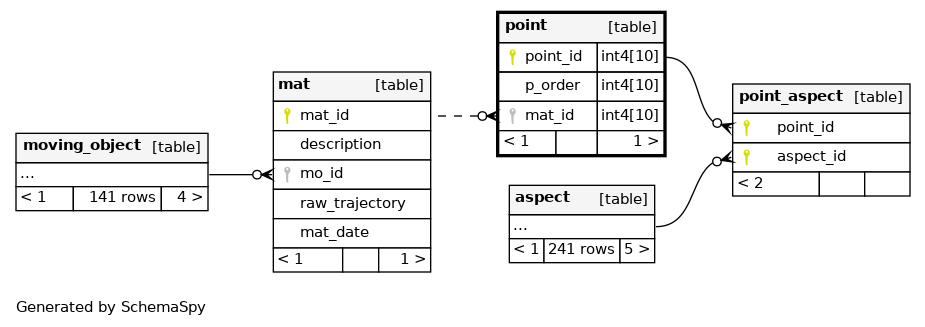 moving_object [table]
...
< 1 141 rows 4 >
mat [table]
mat_id
description
mo_id
raw_trajectory
mat_date
< 1 1 >
point [table]
point_id int4[10]
p_order int4[10]
mat_id int4[10]
< 1 1 >
aspect [table]
...
< 1 241 rows 5 >
point_aspect [table]
point_id
aspect_id
< 2
Generated by SchemaSpy